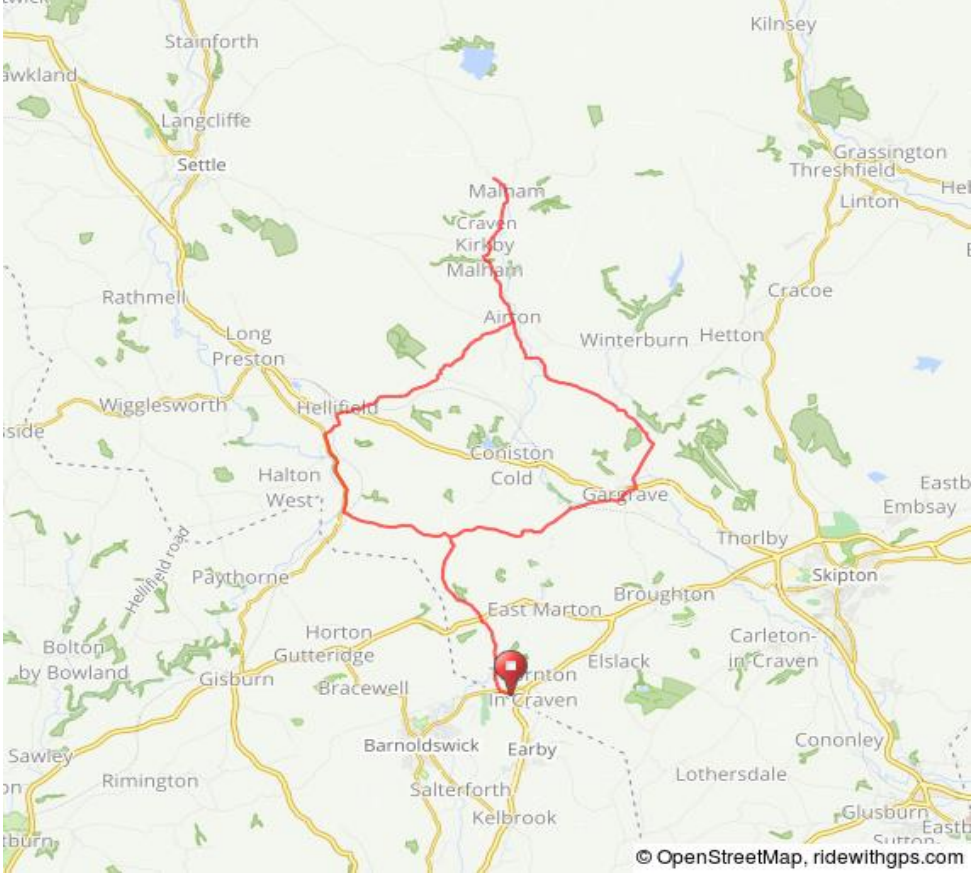 Stainforth
Kilnsey
awkland
Langcliffe
Settle
Grassington
Threshfield
Linton
Malham
Craven
Kirkby
Malham
Rathmell
Airton
Cracoe
Long
Preston
Winterburn
Hetton
Wigglesworth
Hellifield
Coniston
Cold
Halton
West
Gargrave
Embsay
Thorlby
Skipton
Hellifield road
Paythorne
Broughton
East Marton
Horton
Carleton-
in-Craven
Bolton
by Bowland
Gutteridge
Elslack
Gisburn
Bracewell
In Craven
Barnoldswick
Earby
Cononley
Sawley
Rimington
Lothersdale
Salterforth
Kelbrook
Glusburn
Sutton-
© OpenStreetMap, ridewithgps.com